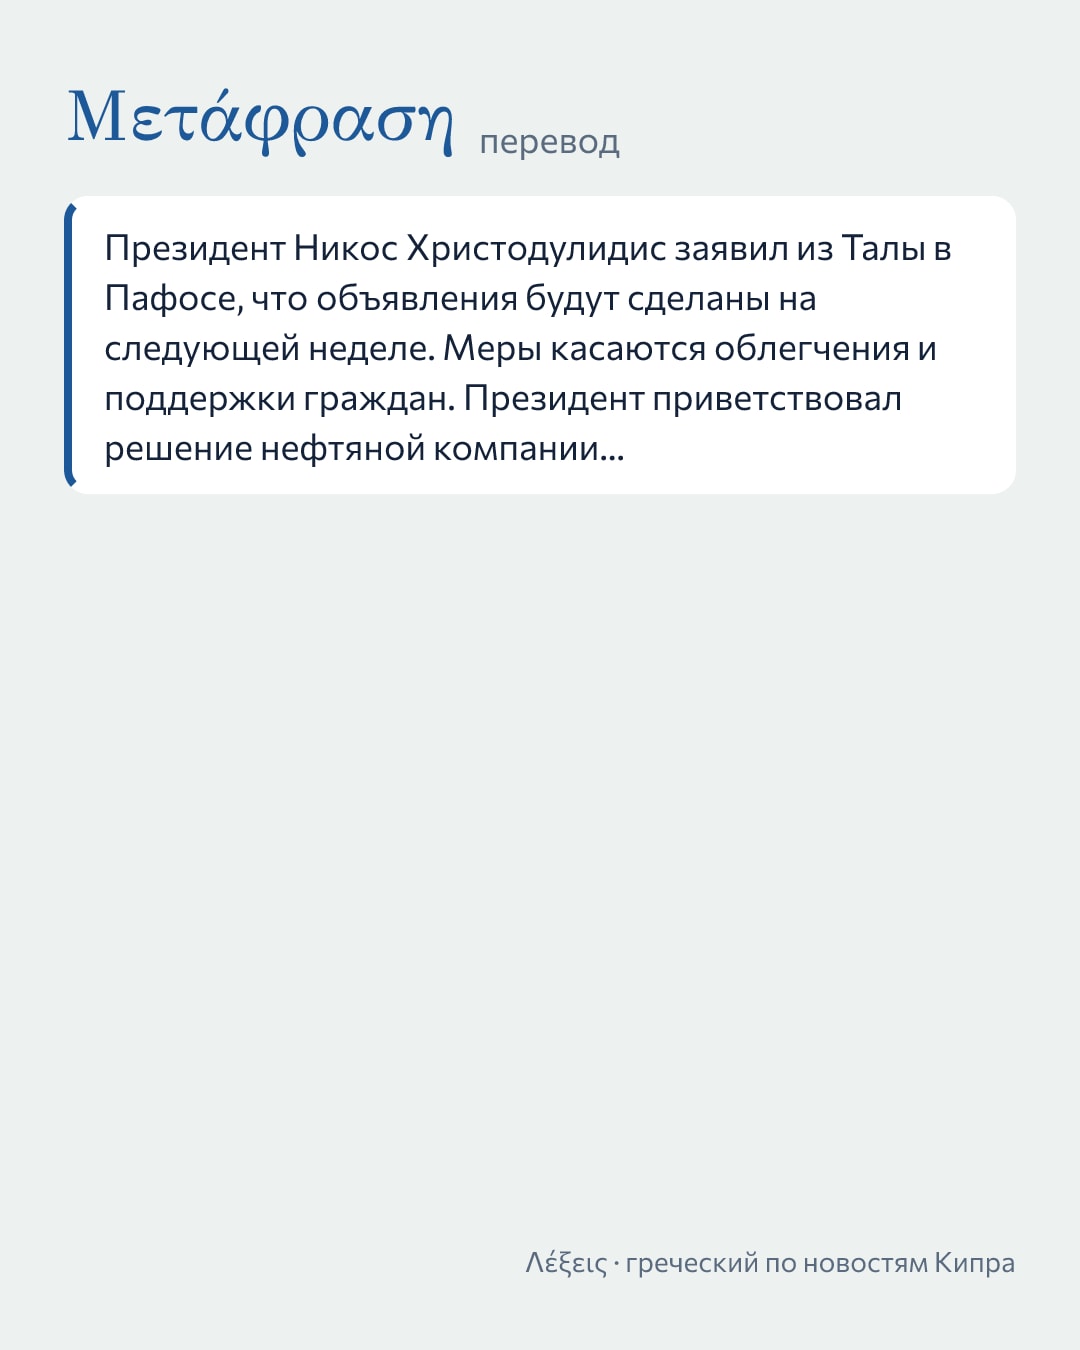 Μετάφραση перевод
Президент Никос Христодулидис заявил из Талы в
Пафосе, что объявления будут сделаны на
следующей неделе. Меры касаются облегчения и
поддержки граждан. Президент приветствовал
решение нефтяной компании...
Λέξεις · греческий по новостям Кипра